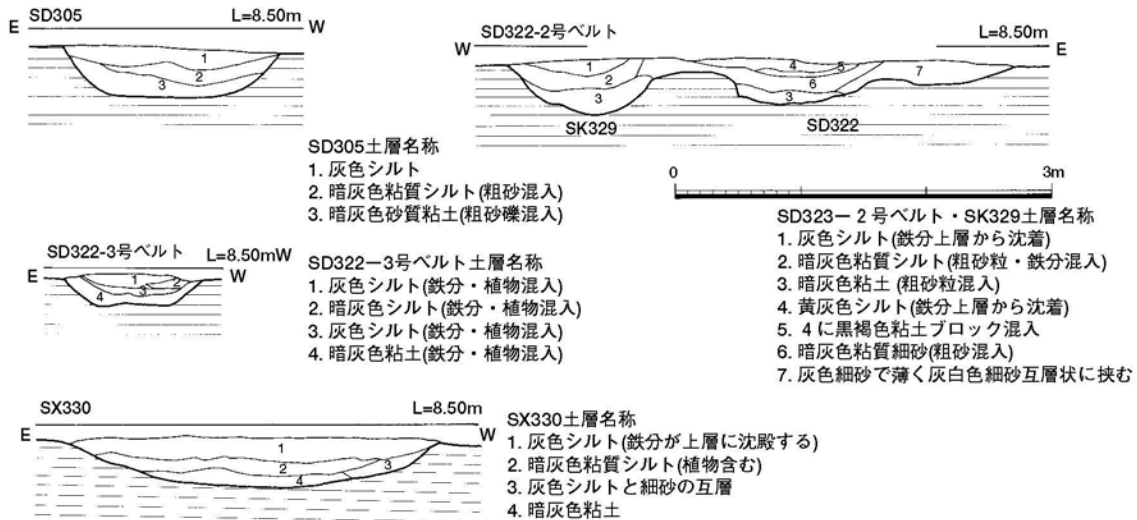 SD305 L=8.50m
E W
1
2
3
SD305土層名称
1. 灰色シルト
2. 暗灰色粘質シルト(粗砂混入)
3. 暗灰色砂質粘土(粗砂礫混入)
SD322-2号ベルト L=8.50m
W E
1 4 5 7
2 6
3 3
SK329 SD322
0 3m
SD323ー2号ベルト・SK329土層名称
1. 灰色シルト(鉄分上層から沈着)
2. 暗灰色粘質シルト(粗砂粒・鉄分混入)
3. 暗灰色粘土(粗砂粒混入)
4. 黄灰色シルト(鉄分上層から沈着)
5. 4に黒褐色粘土ブロック混入
6. 暗灰色粘質細砂(粗砂混入)
7. 灰色細砂で薄く灰白色細砂互層状に挟む
SD322-3号ベルト L=8.50mW
E W
1 2
4 3
SD322ー3号ベルト土層名称
1. 灰色シルト(鉄分・植物混入)
2. 暗灰色シルト(鉄分・植物混入)
3. 灰色シルト(鉄分・植物混入)
4. 暗灰色粘土(鉄分・植物混入)
SX330 L=8.50m
E W
1
2 3
4
SX330土層名称
1. 灰色シルト(鉄分が上層に沈殿する)
2. 暗灰色粘質シルト(植物含む)
3. 灰色シルトと細砂の互層
4. 暗灰色粘土